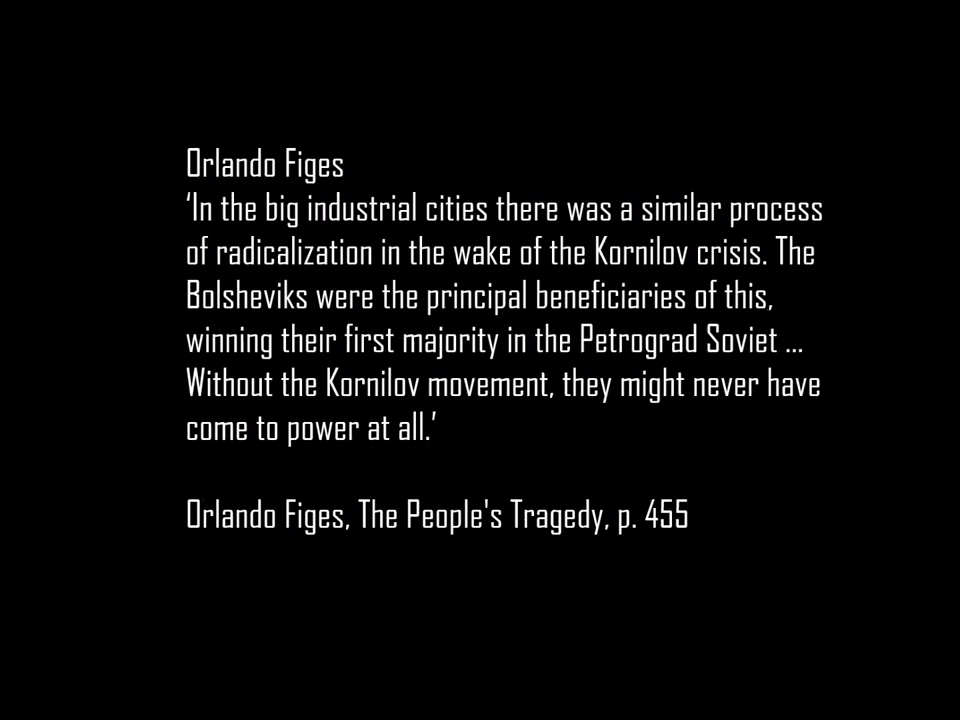 Orlando Figes
‘In the big industrial cities there was a similar process
of radicalization in the wake of the Kornilov crisis. The
Bolsheviks were the principal beneficiaries of this,
winning their first majority in the Petrograd Soviet ...
Without the Kornilov movement, they might never have
come to power at all.’
Orlando Figes, The People's Tragedy, p. 455